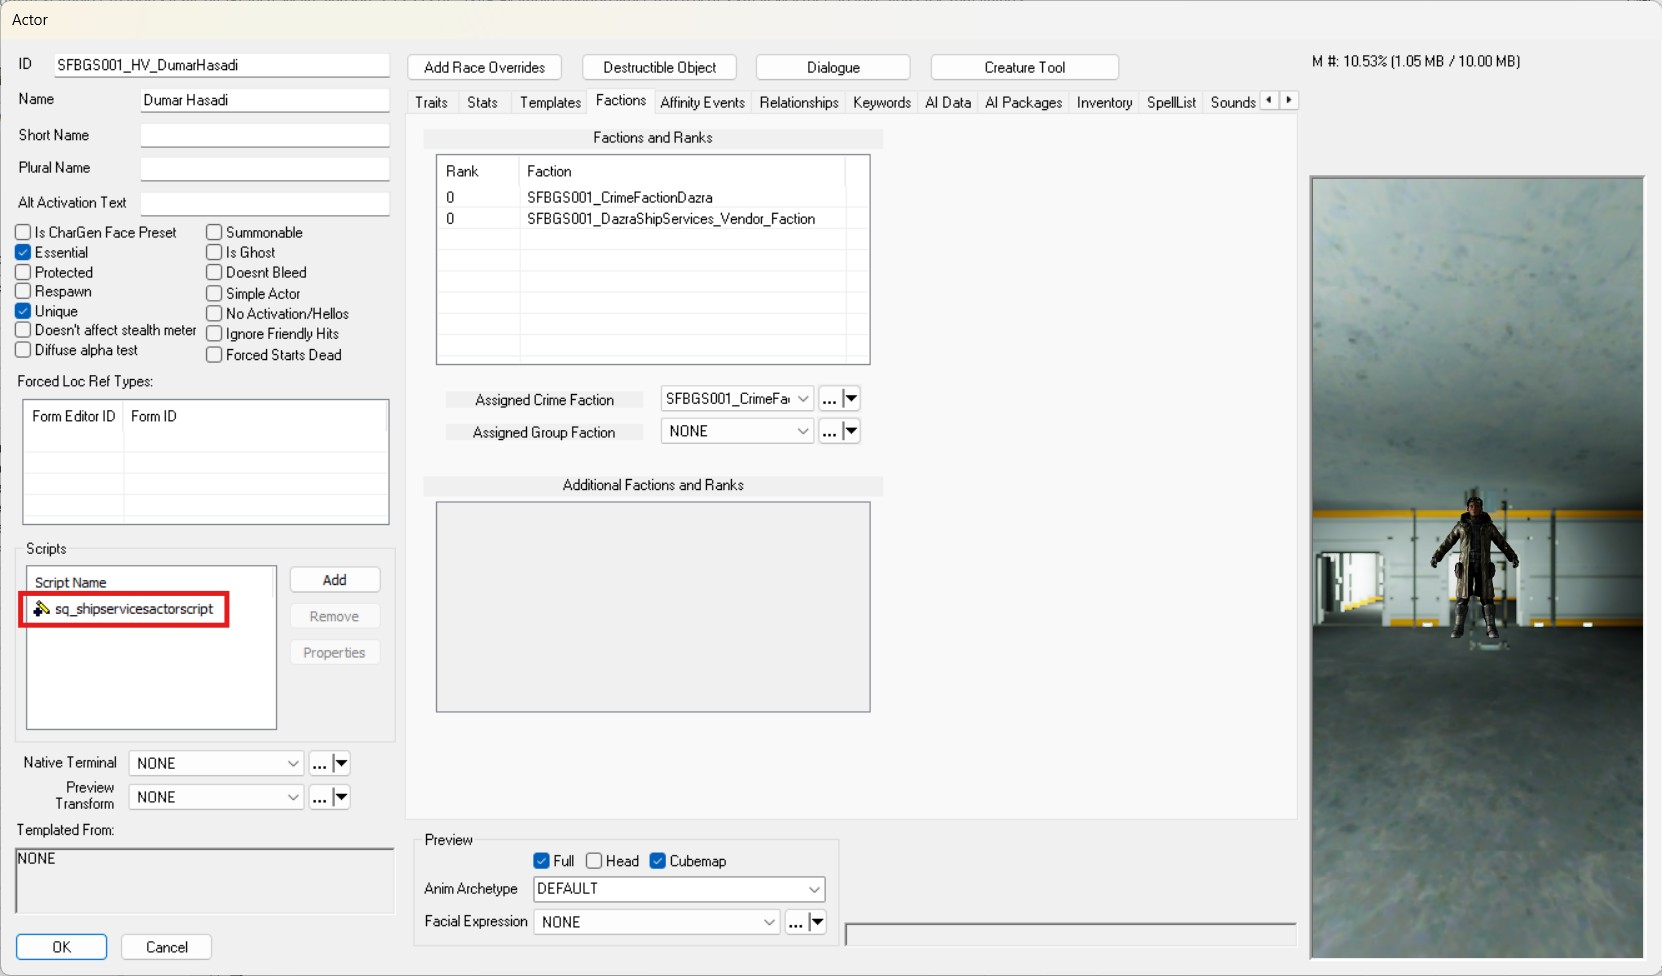 Actor
ID SFBGS001_HV_DumarHasadi
Name Dumar Hasadi
Short Name
Plural Name
Alt Activation Text
Is CharGen Face Preset Summonable
Essential Is Ghost
Protected Doesnt Bleed
Respawn Simple Actor
Unique No Activation/Hellos
Doesn't affect stealth meter Ignore Friendly Hits
Diffuse alpha test Forced Starts Dead
Forced Loc Ref Types:
Form Editor ID Form ID
Scripts
Script Name
sq_shipservicesactorscript
Add
Remove
Properties
Native Terminal NONE ...
Preview Transform NONE ...
Templated From:
NONE
OK Cancel
Add Race Overrides Destructible Object Dialogue Creature Tool
Traits Stats Templates Factions Affinity Events Relationships Keywords AI Data AI Packages Inventory SpellList Sounds
Factions and Ranks
Rank Faction
0 SFBGS001_CrimeFactionDazra
0 SFBGS001_DazraShipServices_Vendor_Faction
Assigned Crime Faction SFBGS001_CrimeFa ...
Assigned Group Faction NONE ...
Additional Factions and Ranks
Preview
Full Head Cubemap
Anim Archetype DEFAULT
Facial Expression NONE ...
M #: 10.53% (1.05 MB / 10.00 MB)